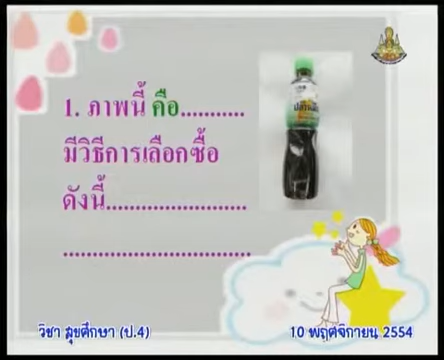 1. ภาพนี้ คือ............
มีวิธีการเลือกซื้อ
ดังนี้..........................
...................................
วิชา สุขศึกษา (ป.4)
10 พฤศจิกายน 2554